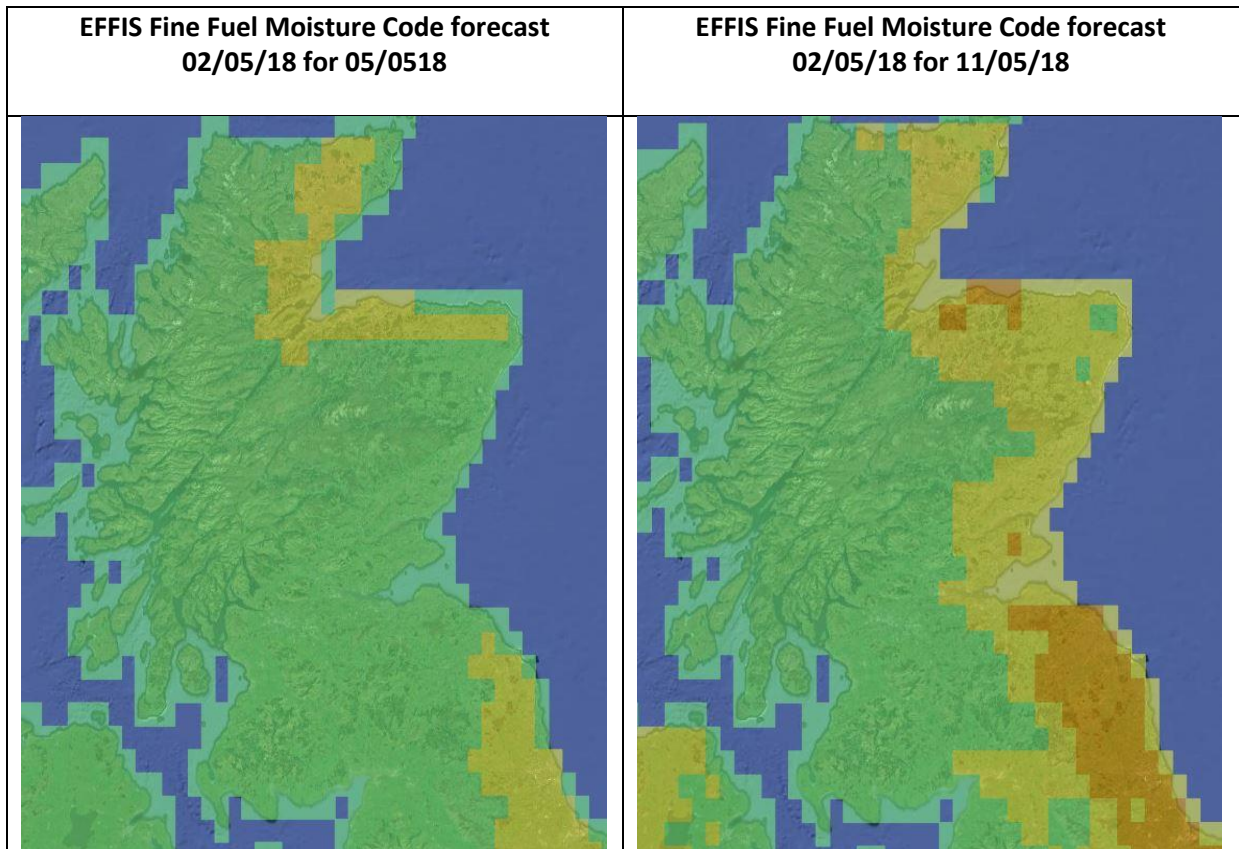 EFFIS Fine Fuel Moisture Code forecast
02/05/18 for 05/0518
EFFIS Fine Fuel Moisture Code forecast
02/05/18 for 11/05/18